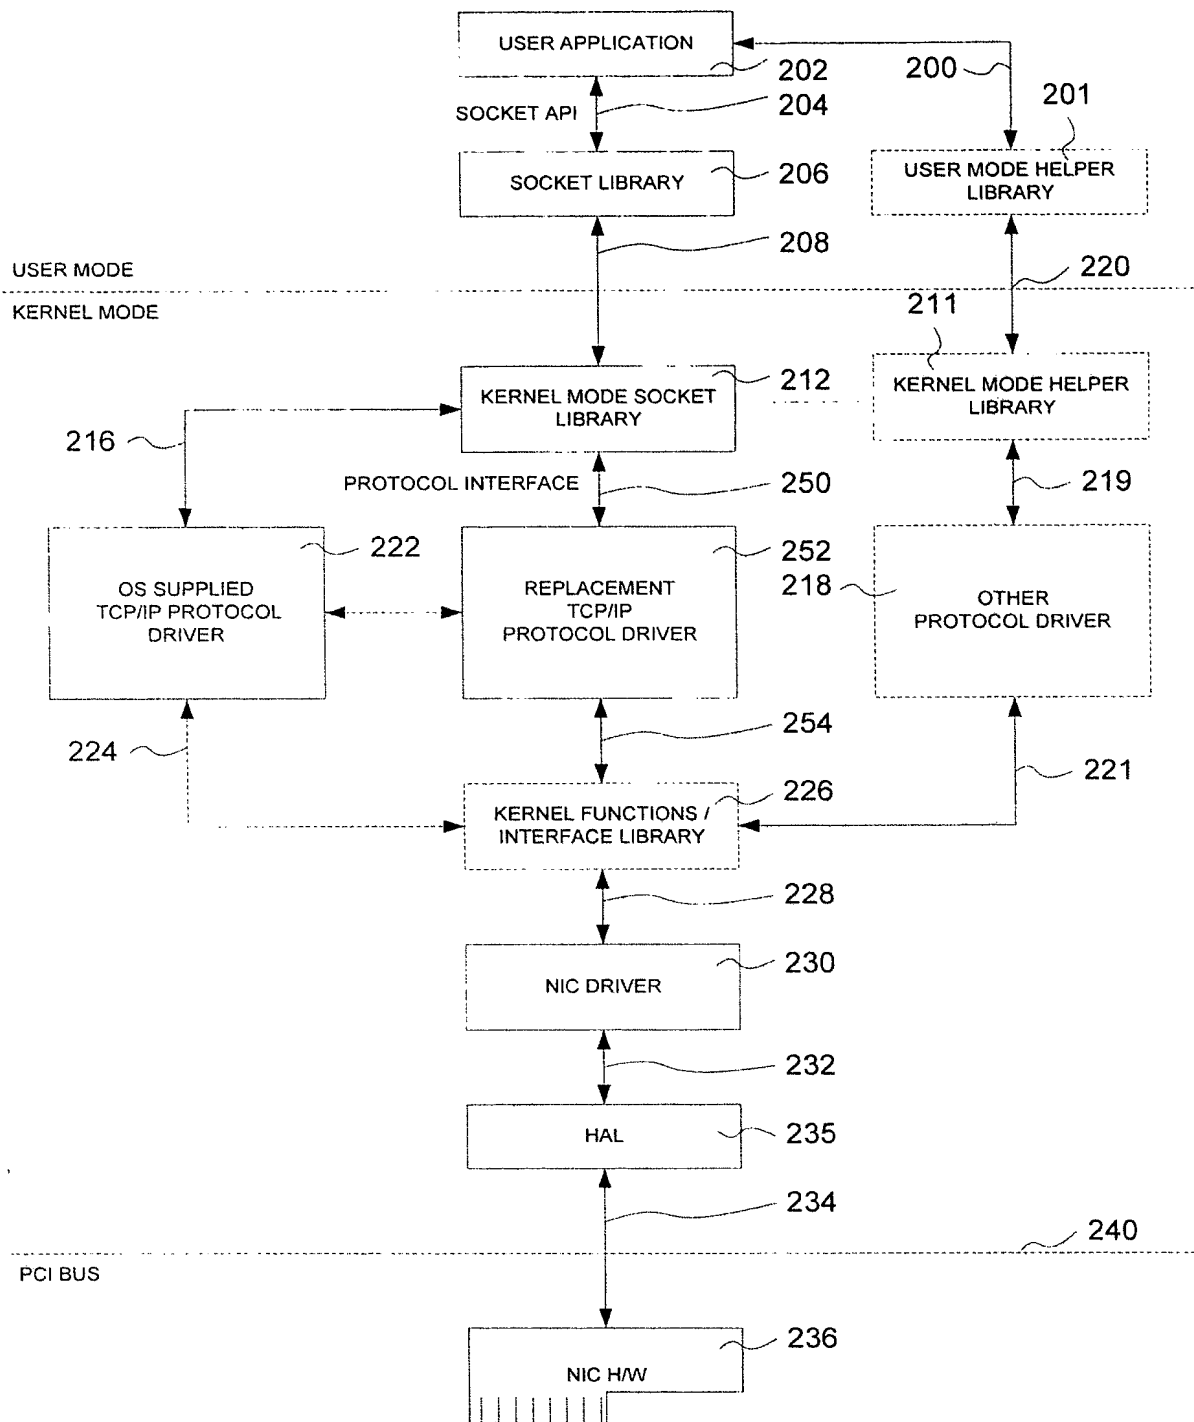 USER APPLICATION
202
200
204
SOCKET API
201
SOCKET LIBRARY
206
USER MODE HELPER
LIBRARY
208
USER MODE
220
KERNEL MODE
211
KERNEL MODE SOCKET
LIBRARY
212
KERNEL MODE HELPER
LIBRARY
216
PROTOCOL INTERFACE
250
219
222
OS SUPPLIED
TCP/IP PROTOCOL
DRIVER
252
REPLACEMENT
TCP/IP
PROTOCOL DRIVER
218
OTHER
PROTOCOL DRIVER
224
254
221
KERNEL FUNCTIONS /
INTERFACE LIBRARY
226
228
NIC DRIVER
230
232
HAL
235
234
240
PCI BUS
236
NIC H/W